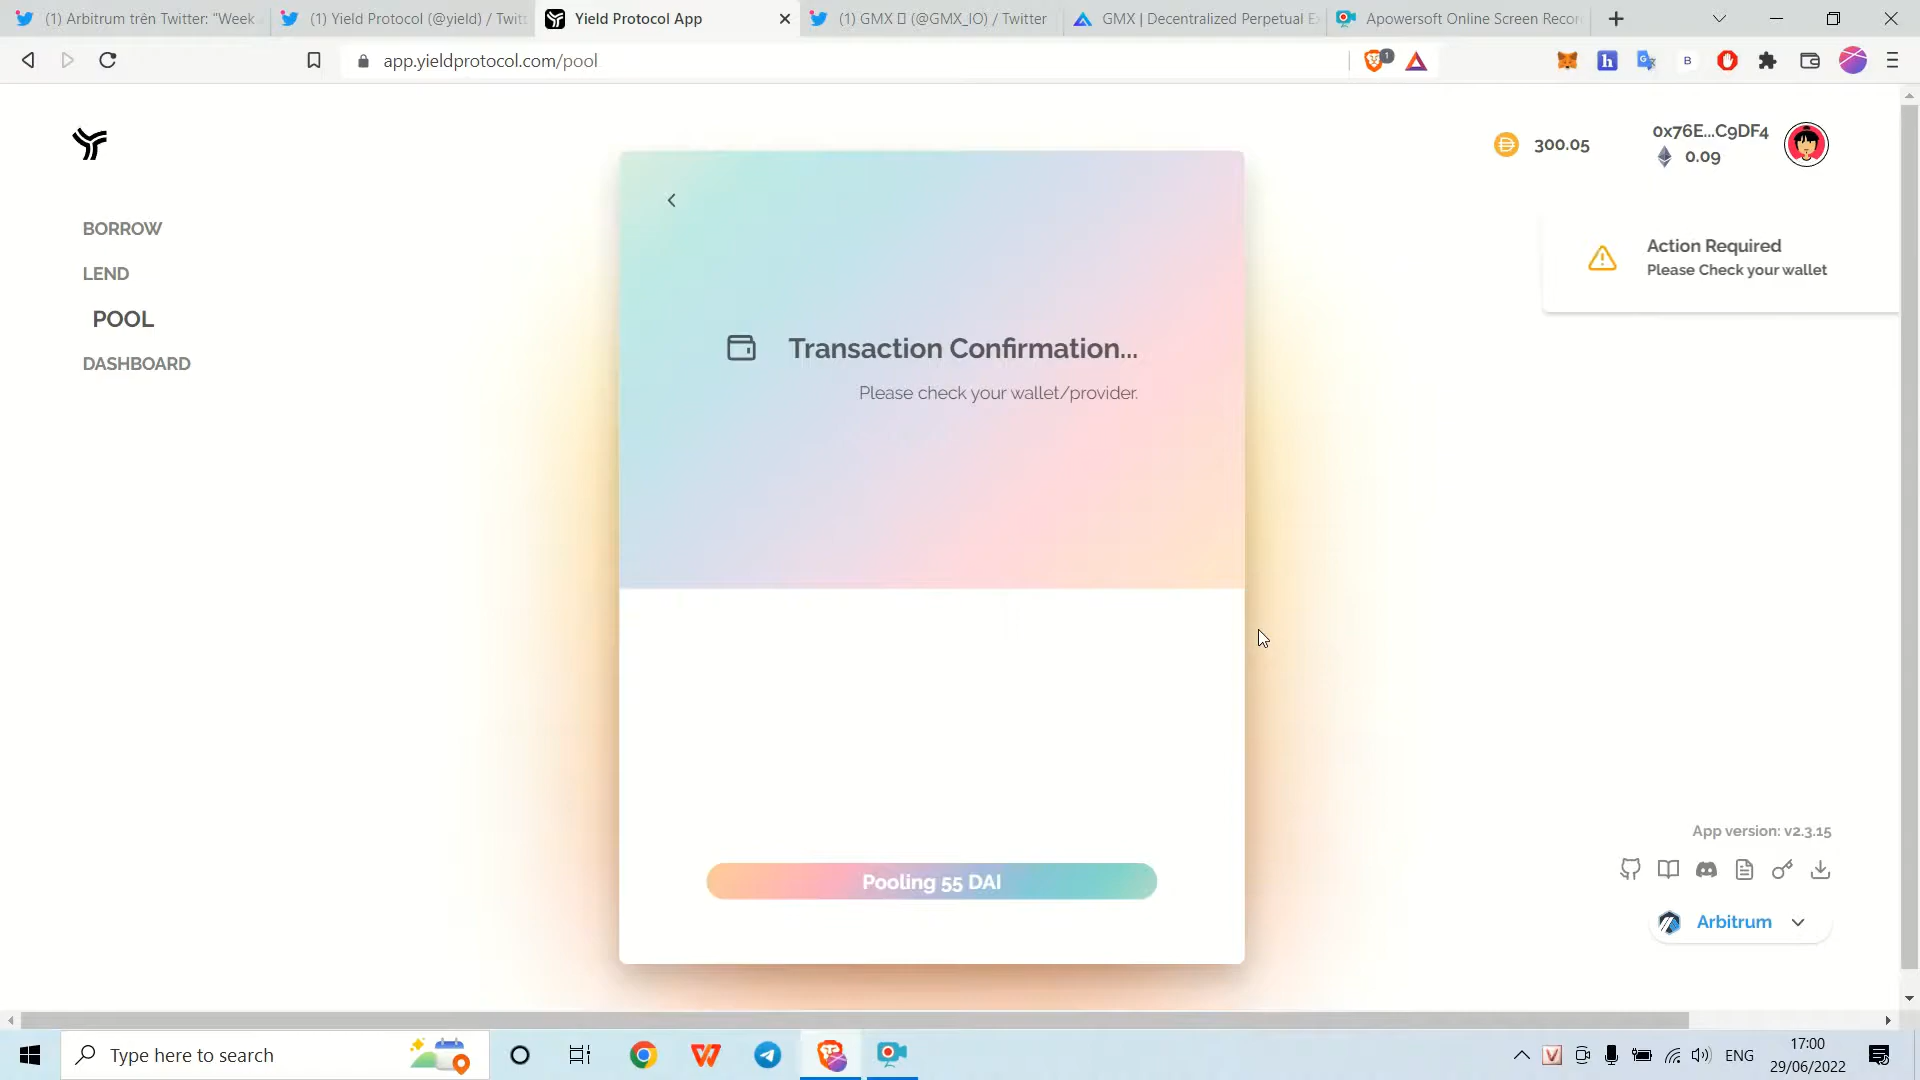 (1) Arbitrum trên Twitter: "Week
(1) Yield Protocol (@yield) / Twitt
Yield Protocol App
(1) GMX (@GMX_IO) / Twitter
GMX | Decentralized Perpetual Ex
Apowersoft Online Screen Recor
app.yieldprotocol.com/pool
1
B
300.05
0x76E...C9DF4
0.09
BORROW
LEND
POOL
DASHBOARD
Action Required
Please Check your wallet
Transaction Confirmation...
Please check your wallet/provider.
Pooling 55 DAI
App version: v2.3.15
Arbitrum
Type here to search
ENG
17:00
29/06/2022